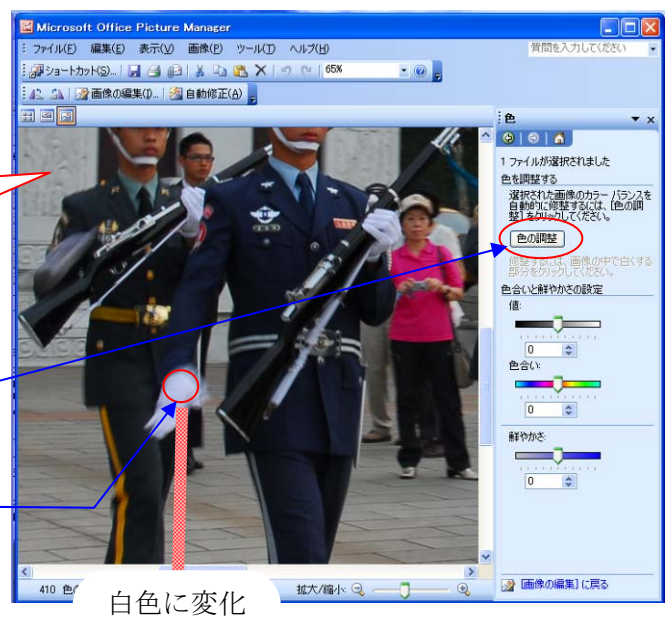 Microsoft Office Picture Manager
ファイル(F) 編集(E) 表示(V) 画像(P) ツール(T) ヘルプ(H) 質問を入力してください
ショートカット(S)... 65%
画像の編集(I)... 自動修正(A)
色
1 ファイルが選択されました
色を調整する
選択された画像のカラー バランスを
自動的に修整するには、[色の調
整] をクリックしてください。
色の調整
修整するには、画像の中で白くする
部分をクリックしてください。
色合いと鮮やかさの設定
値:
0
色合い:
0
鮮やかさ:
0
410 拡大/縮小: [画像の編集] に戻る
白色に変化